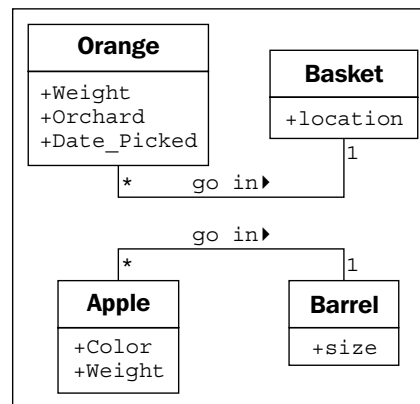 Orange
+Weight
+Orchard
+Date_Picked
Basket
+location
* go in▶ 1
go in▶
* 1
Apple
+Color
+Weight
Barrel
+size